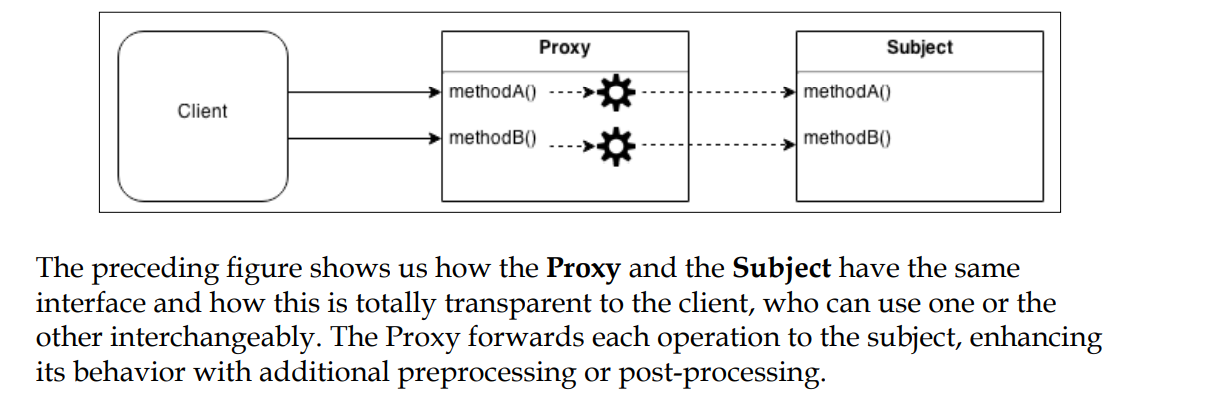 Proxy
Subject
Client
methodA()
methodA()
methodB()
methodB()
The preceding figure shows us how the Proxy and the Subject have the same
interface and how this is totally transparent to the client, who can use one or the
other interchangeably. The Proxy forwards each operation to the subject, enhancing
its behavior with additional preprocessing or post-processing.